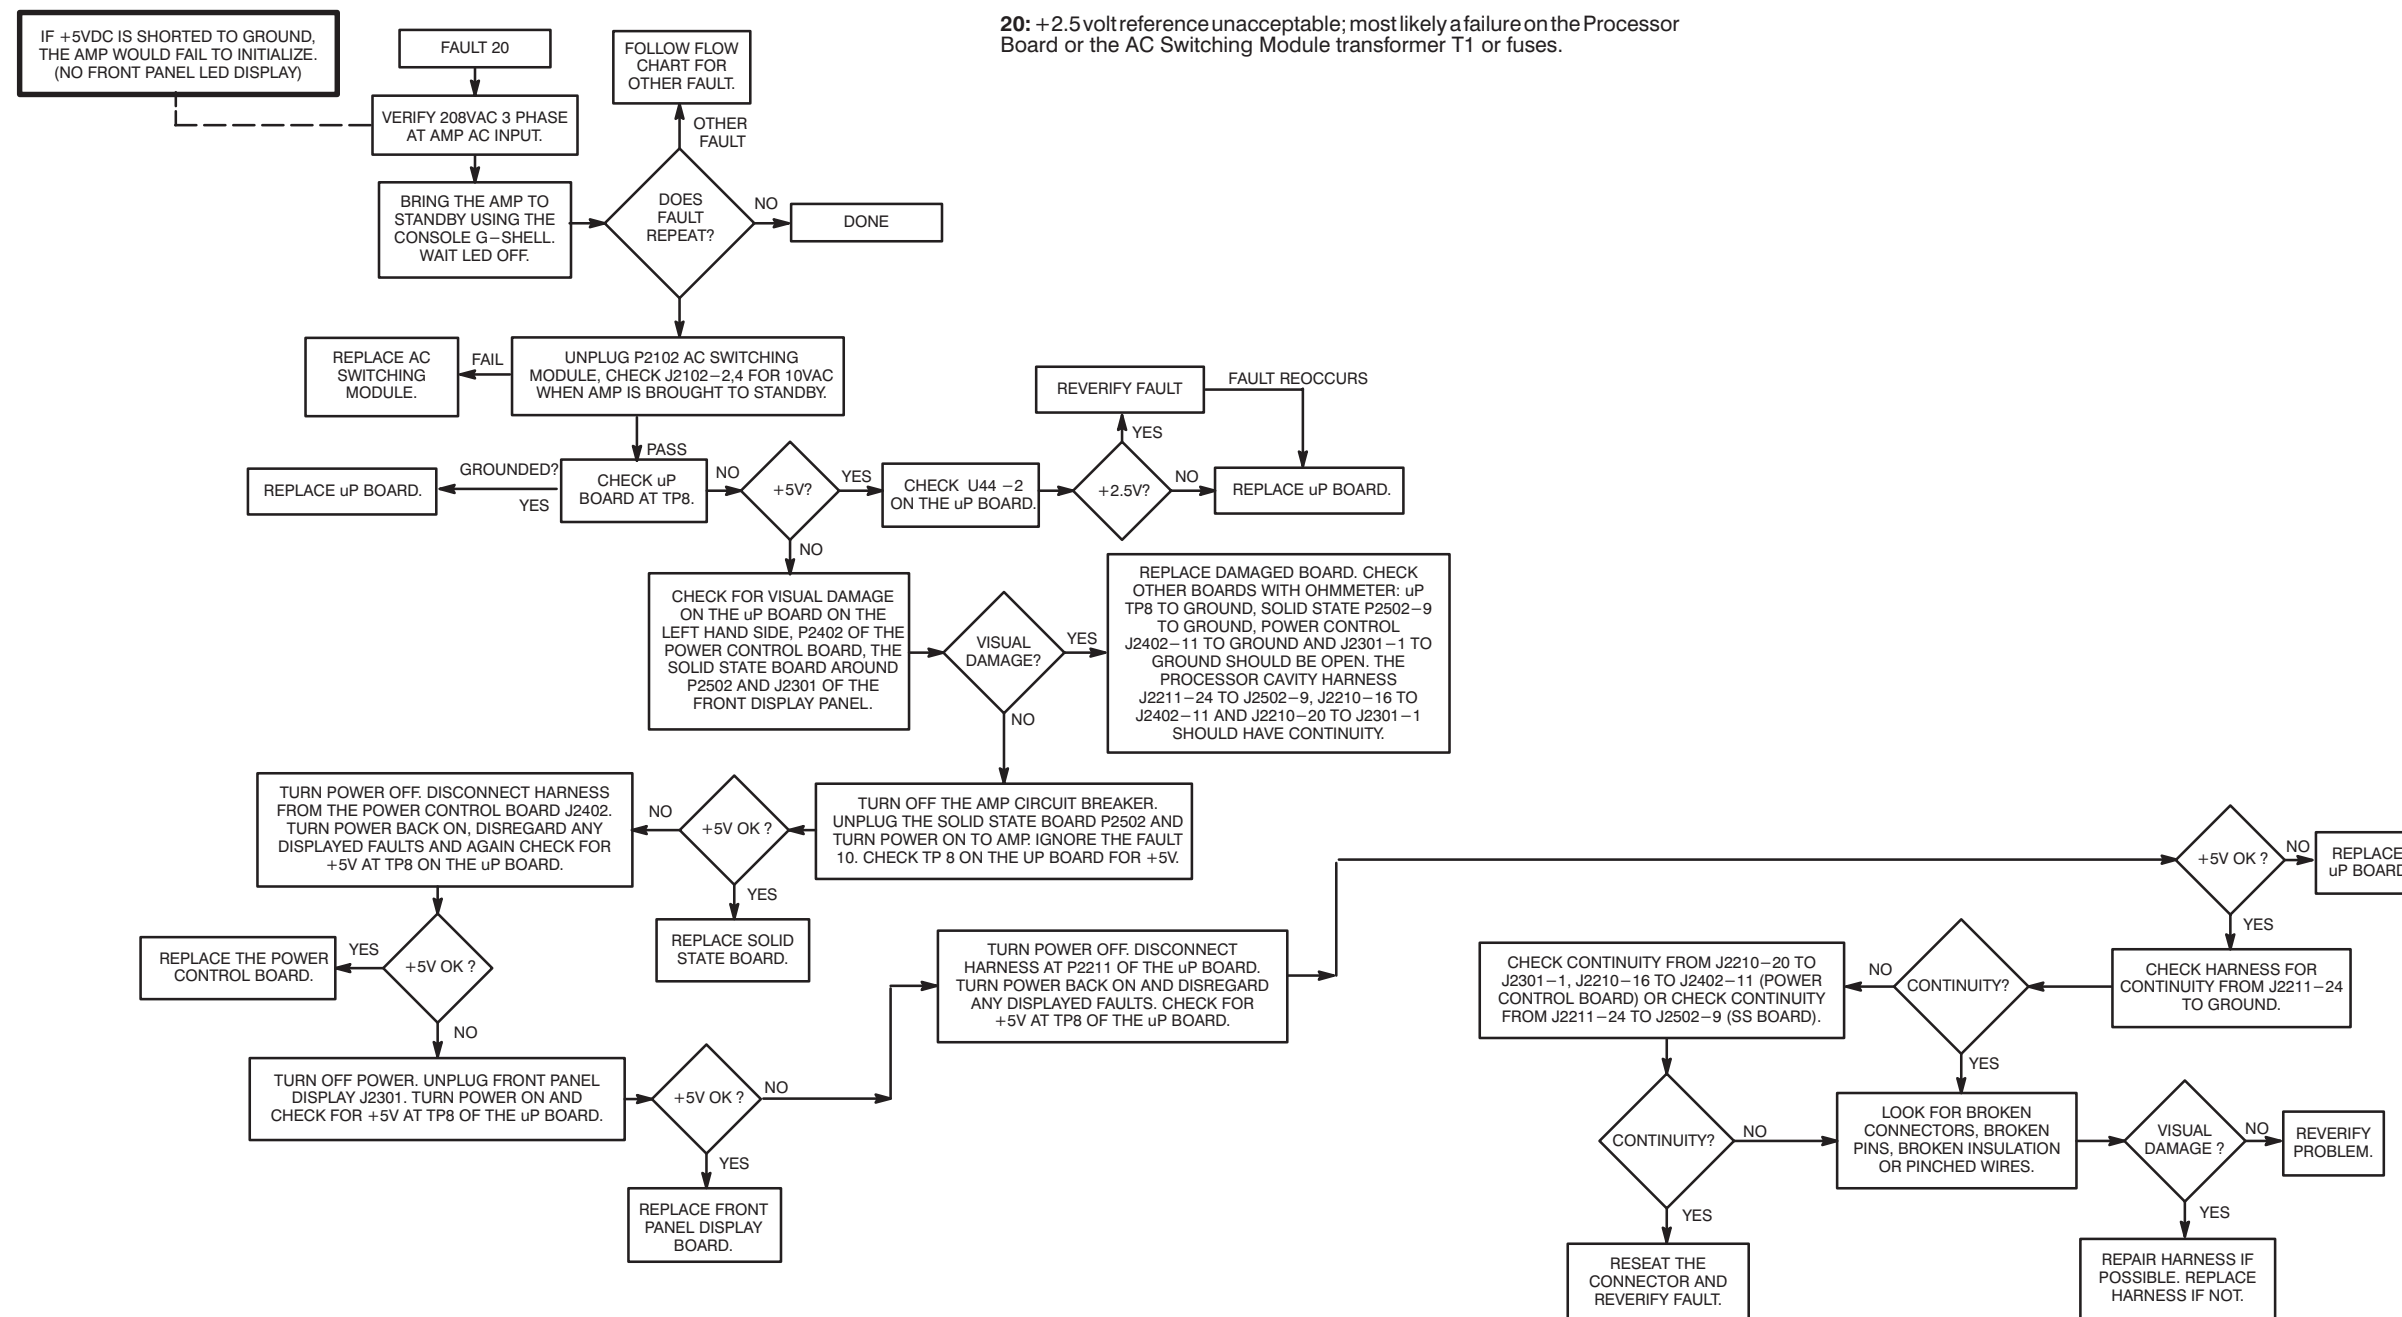 20: +2.5 volt reference unacceptable; most likely a failure on the Processor
Board or the AC Switching Module transformer T1 or fuses.
IF +5VDC IS SHORTED TO GROUND,
THE AMP WOULD FAIL TO INITIALIZE.
(NO FRONT PANEL LED DISPLAY)
FAULT 20
VERIFY 208VAC 3 PHASE
AT AMP AC INPUT.
BRING THE AMP TO
STANDBY USING THE
CONSOLE G-SHELL.
WAIT LED OFF.
FOLLOW FLOW
CHART FOR
OTHER FAULT.
OTHER
FAULT
DOES
FAULT
REPEAT?
NO
DONE
UNPLUG P2102 AC SWITCHING
MODULE, CHECK J2102-2,4 FOR 10VAC
WHEN AMP IS BROUGHT TO STANDBY.
FAIL
REPLACE AC
SWITCHING
MODULE.
PASS
CHECK uP
BOARD AT TP8.
GROUNDED?
YES
REPLACE uP BOARD.
NO
+5V?
YES
CHECK U44 -2
ON THE uP BOARD.
+2.5V?
YES
REVERIFY FAULT
FAULT REOCCURS
NO
REPLACE uP BOARD.
NO
CHECK FOR VISUAL DAMAGE
ON THE uP BOARD ON THE
LEFT HAND SIDE, P2402 OF THE
POWER CONTROL BOARD, THE
SOLID STATE BOARD AROUND
P2502 AND J2301 OF THE
FRONT DISPLAY PANEL.
VISUAL
DAMAGE?
YES
REPLACE DAMAGED BOARD. CHECK
OTHER BOARDS WITH OHMMETER: uP
TP8 TO GROUND, SOLID STATE P2502-9
TO GROUND, POWER CONTROL
J2402-11 TO GROUND AND J2301-1 TO
GROUND SHOULD BE OPEN. THE
PROCESSOR CAVITY HARNESS
J2211-24 TO J2502-9, J2210-16 TO
J2402-11 AND J2210-20 TO J2301-1
SHOULD HAVE CONTINUITY.
NO
TURN OFF THE AMP CIRCUIT BREAKER.
UNPLUG THE SOLID STATE BOARD P2502 AND
TURN POWER ON TO AMP. IGNORE THE FAULT
10. CHECK TP 8 ON THE UP BOARD FOR +5V.
+5V OK ?
YES
REPLACE SOLID
STATE BOARD.
NO
TURN POWER OFF. DISCONNECT HARNESS
FROM THE POWER CONTROL BOARD J2402.
TURN POWER BACK ON, DISREGARD ANY
DISPLAYED FAULTS AND AGAIN CHECK FOR
+5V AT TP8 ON THE uP BOARD.
+5V OK ?
YES
REPLACE THE POWER
CONTROL BOARD.
NO
TURN OFF POWER. UNPLUG FRONT PANEL
DISPLAY J2301. TURN POWER ON AND
CHECK FOR +5V AT TP8 OF THE uP BOARD.
+5V OK ?
YES
REPLACE FRONT
PANEL DISPLAY
BOARD.
NO
TURN POWER OFF. DISCONNECT
HARNESS AT P2211 OF THE uP BOARD.
TURN POWER BACK ON AND DISREGARD
ANY DISPLAYED FAULTS. CHECK FOR
+5V AT TP8 OF THE uP BOARD.
+5V OK ?
NO
REPLACE
uP BOARD
YES
CHECK HARNESS FOR
CONTINUITY FROM J2211-24
TO GROUND.
CONTINUITY?
NO
CHECK CONTINUITY FROM J2210-20 TO
J2301-1, J2210-16 TO J2402-11 (POWER
CONTROL BOARD) OR CHECK CONTINUITY
FROM J2211-24 TO J2502-9 (SS BOARD).
YES
CONTINUITY?
NO
LOOK FOR BROKEN
CONNECTORS, BROKEN
PINS, BROKEN INSULATION
OR PINCHED WIRES.
YES
RESEAT THE
CONNECTOR AND
REVERIFY FAULT.
VISUAL
DAMAGE ?
NO
REVERIFY
PROBLEM.
YES
REPAIR HARNESS IF
POSSIBLE. REPLACE
HARNESS IF NOT.